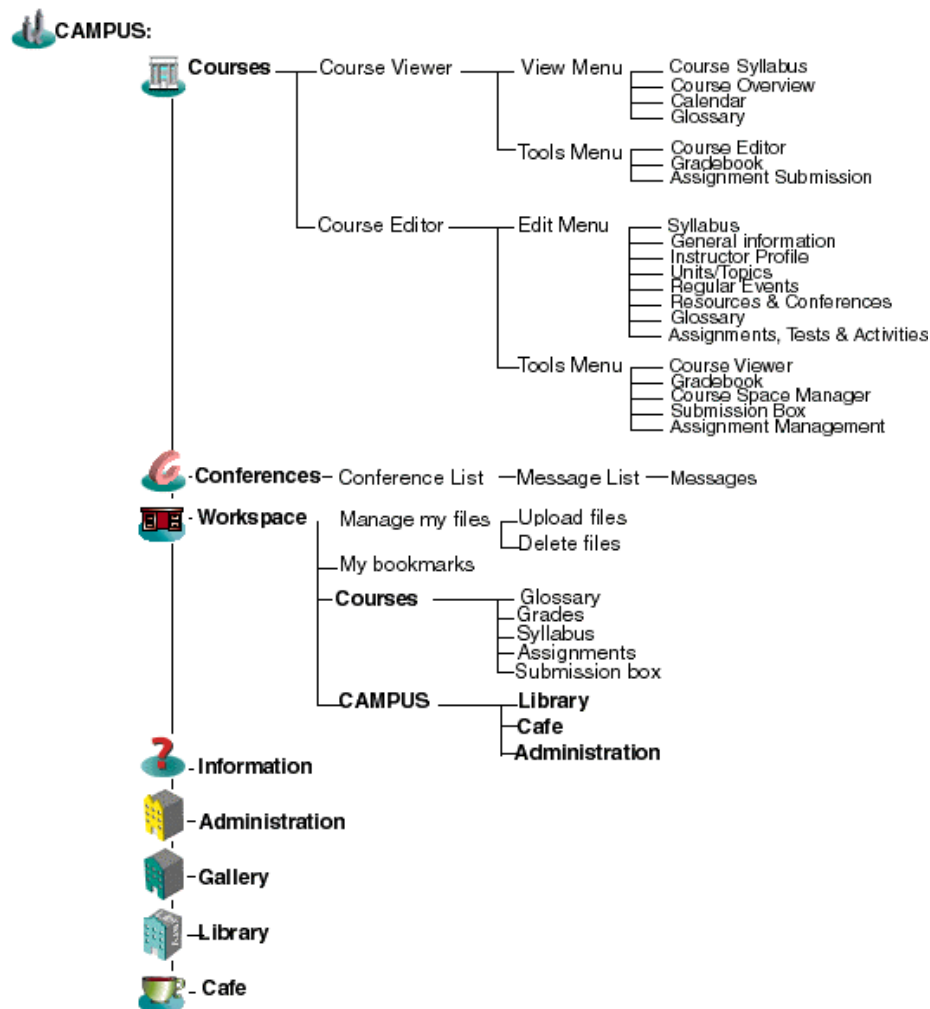 CAMPUS:
Courses
Course Viewer
View Menu
Course Syllabus
Course Overview
Calendar
Glossary
Tools Menu
Course Editor
Gradebook
Assignment Submission
Course Editor
Edit Menu
Syllabus
General information
Instructor Profile
Units/Topics
Regular Events
Resources & Conferences
Glossary
Assignments, Tests & Activities
Tools Menu
Course Viewer
Gradebook
Course Space Manager
Submission Box
Assignment Management
Conferences
Conference List
Message List
Messages
Workspace
Manage my files
Upload files
Delete files
My bookmarks
Courses
Glossary
Grades
Syllabus
Assignments
Submission box
CAMPUS
Library
Cafe
Administration
Information
Administration
Gallery
Library
Cafe